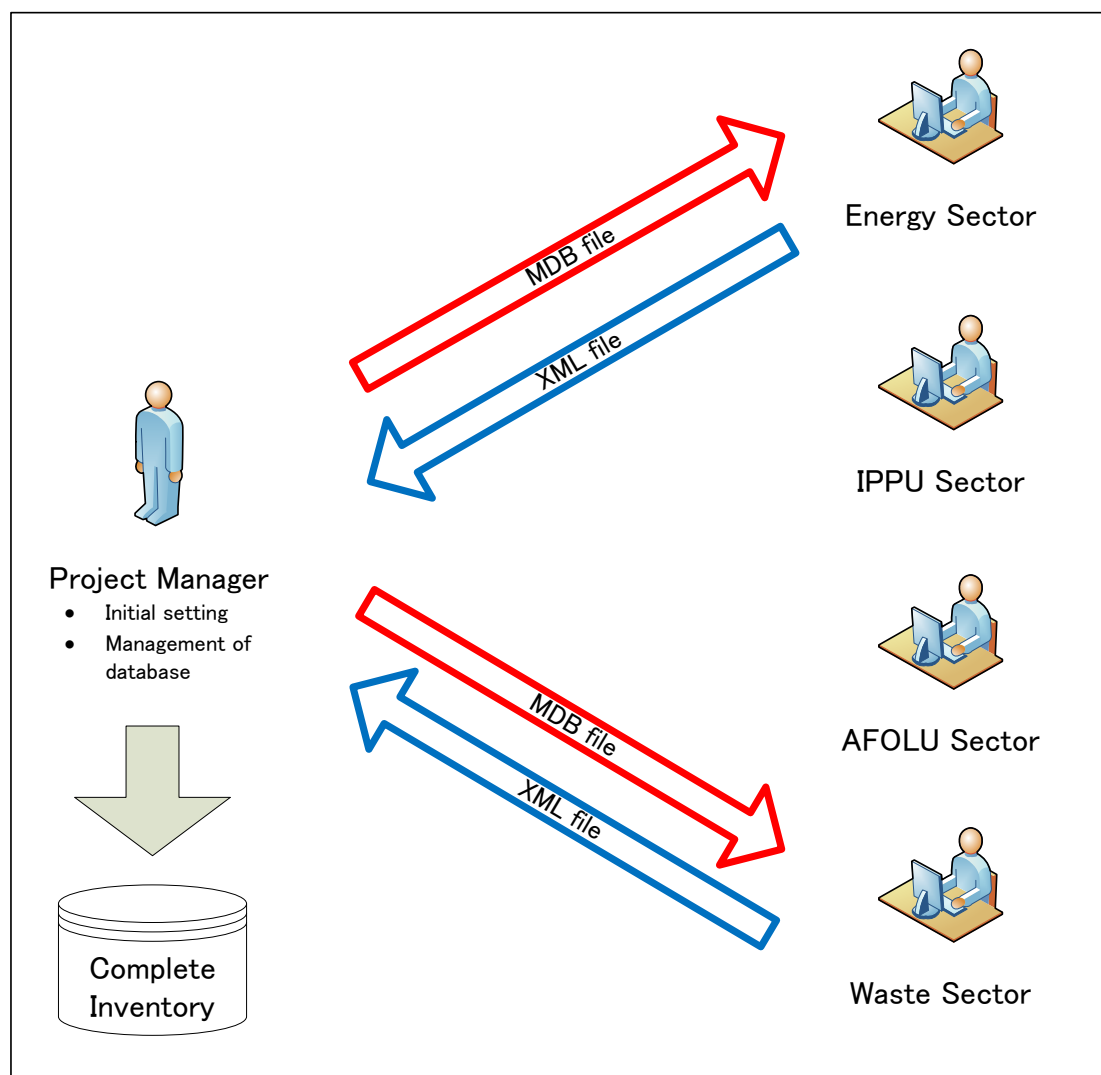 Energy Sector
MDB file
XML file
IPPU Sector
Project Manager
• Initial setting
• Management of
database
MDB file
XML file
AFOLU Sector
Complete
Inventory
Waste Sector